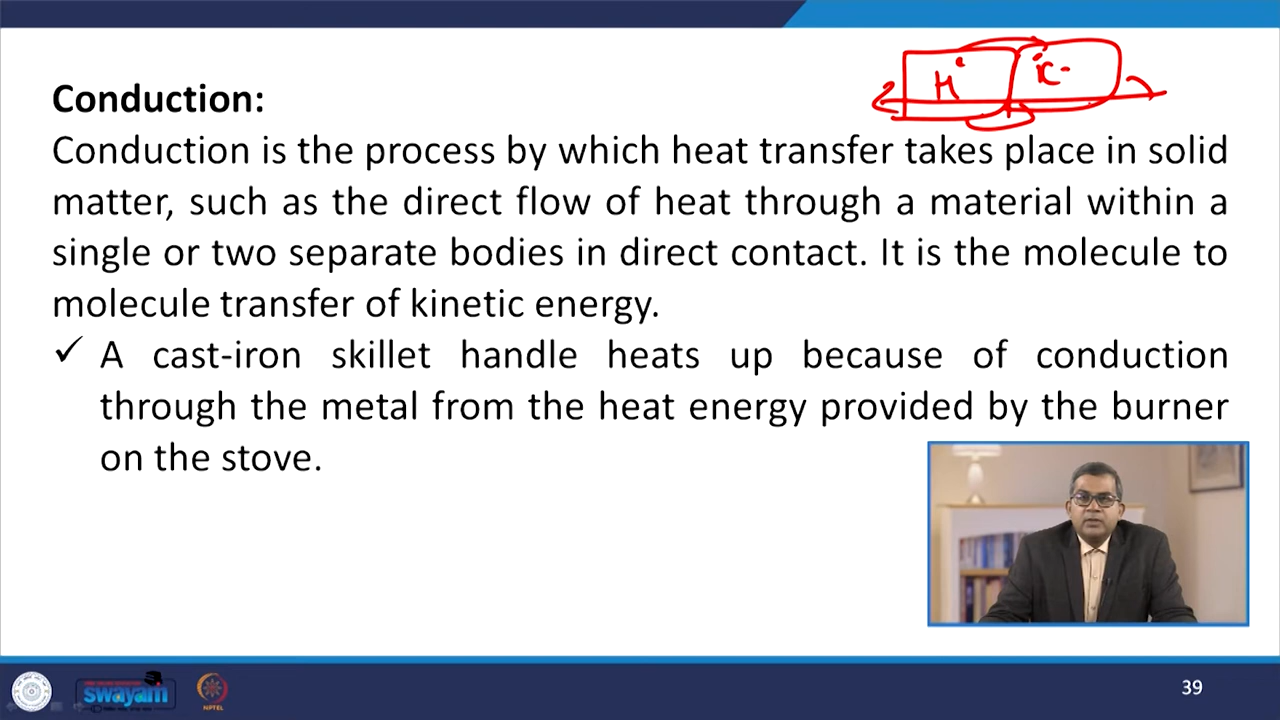 Conduction:
Conduction is the process by which heat transfer takes place in solid
matter, such as the direct flow of heat through a material within a
single or two separate bodies in direct contact. It is the molecule to
molecule transfer of kinetic energy.
✓ A cast-iron skillet handle heats up because of conduction
through the metal from the heat energy provided by the burner
on the stove.
swayam
NPTEL
39